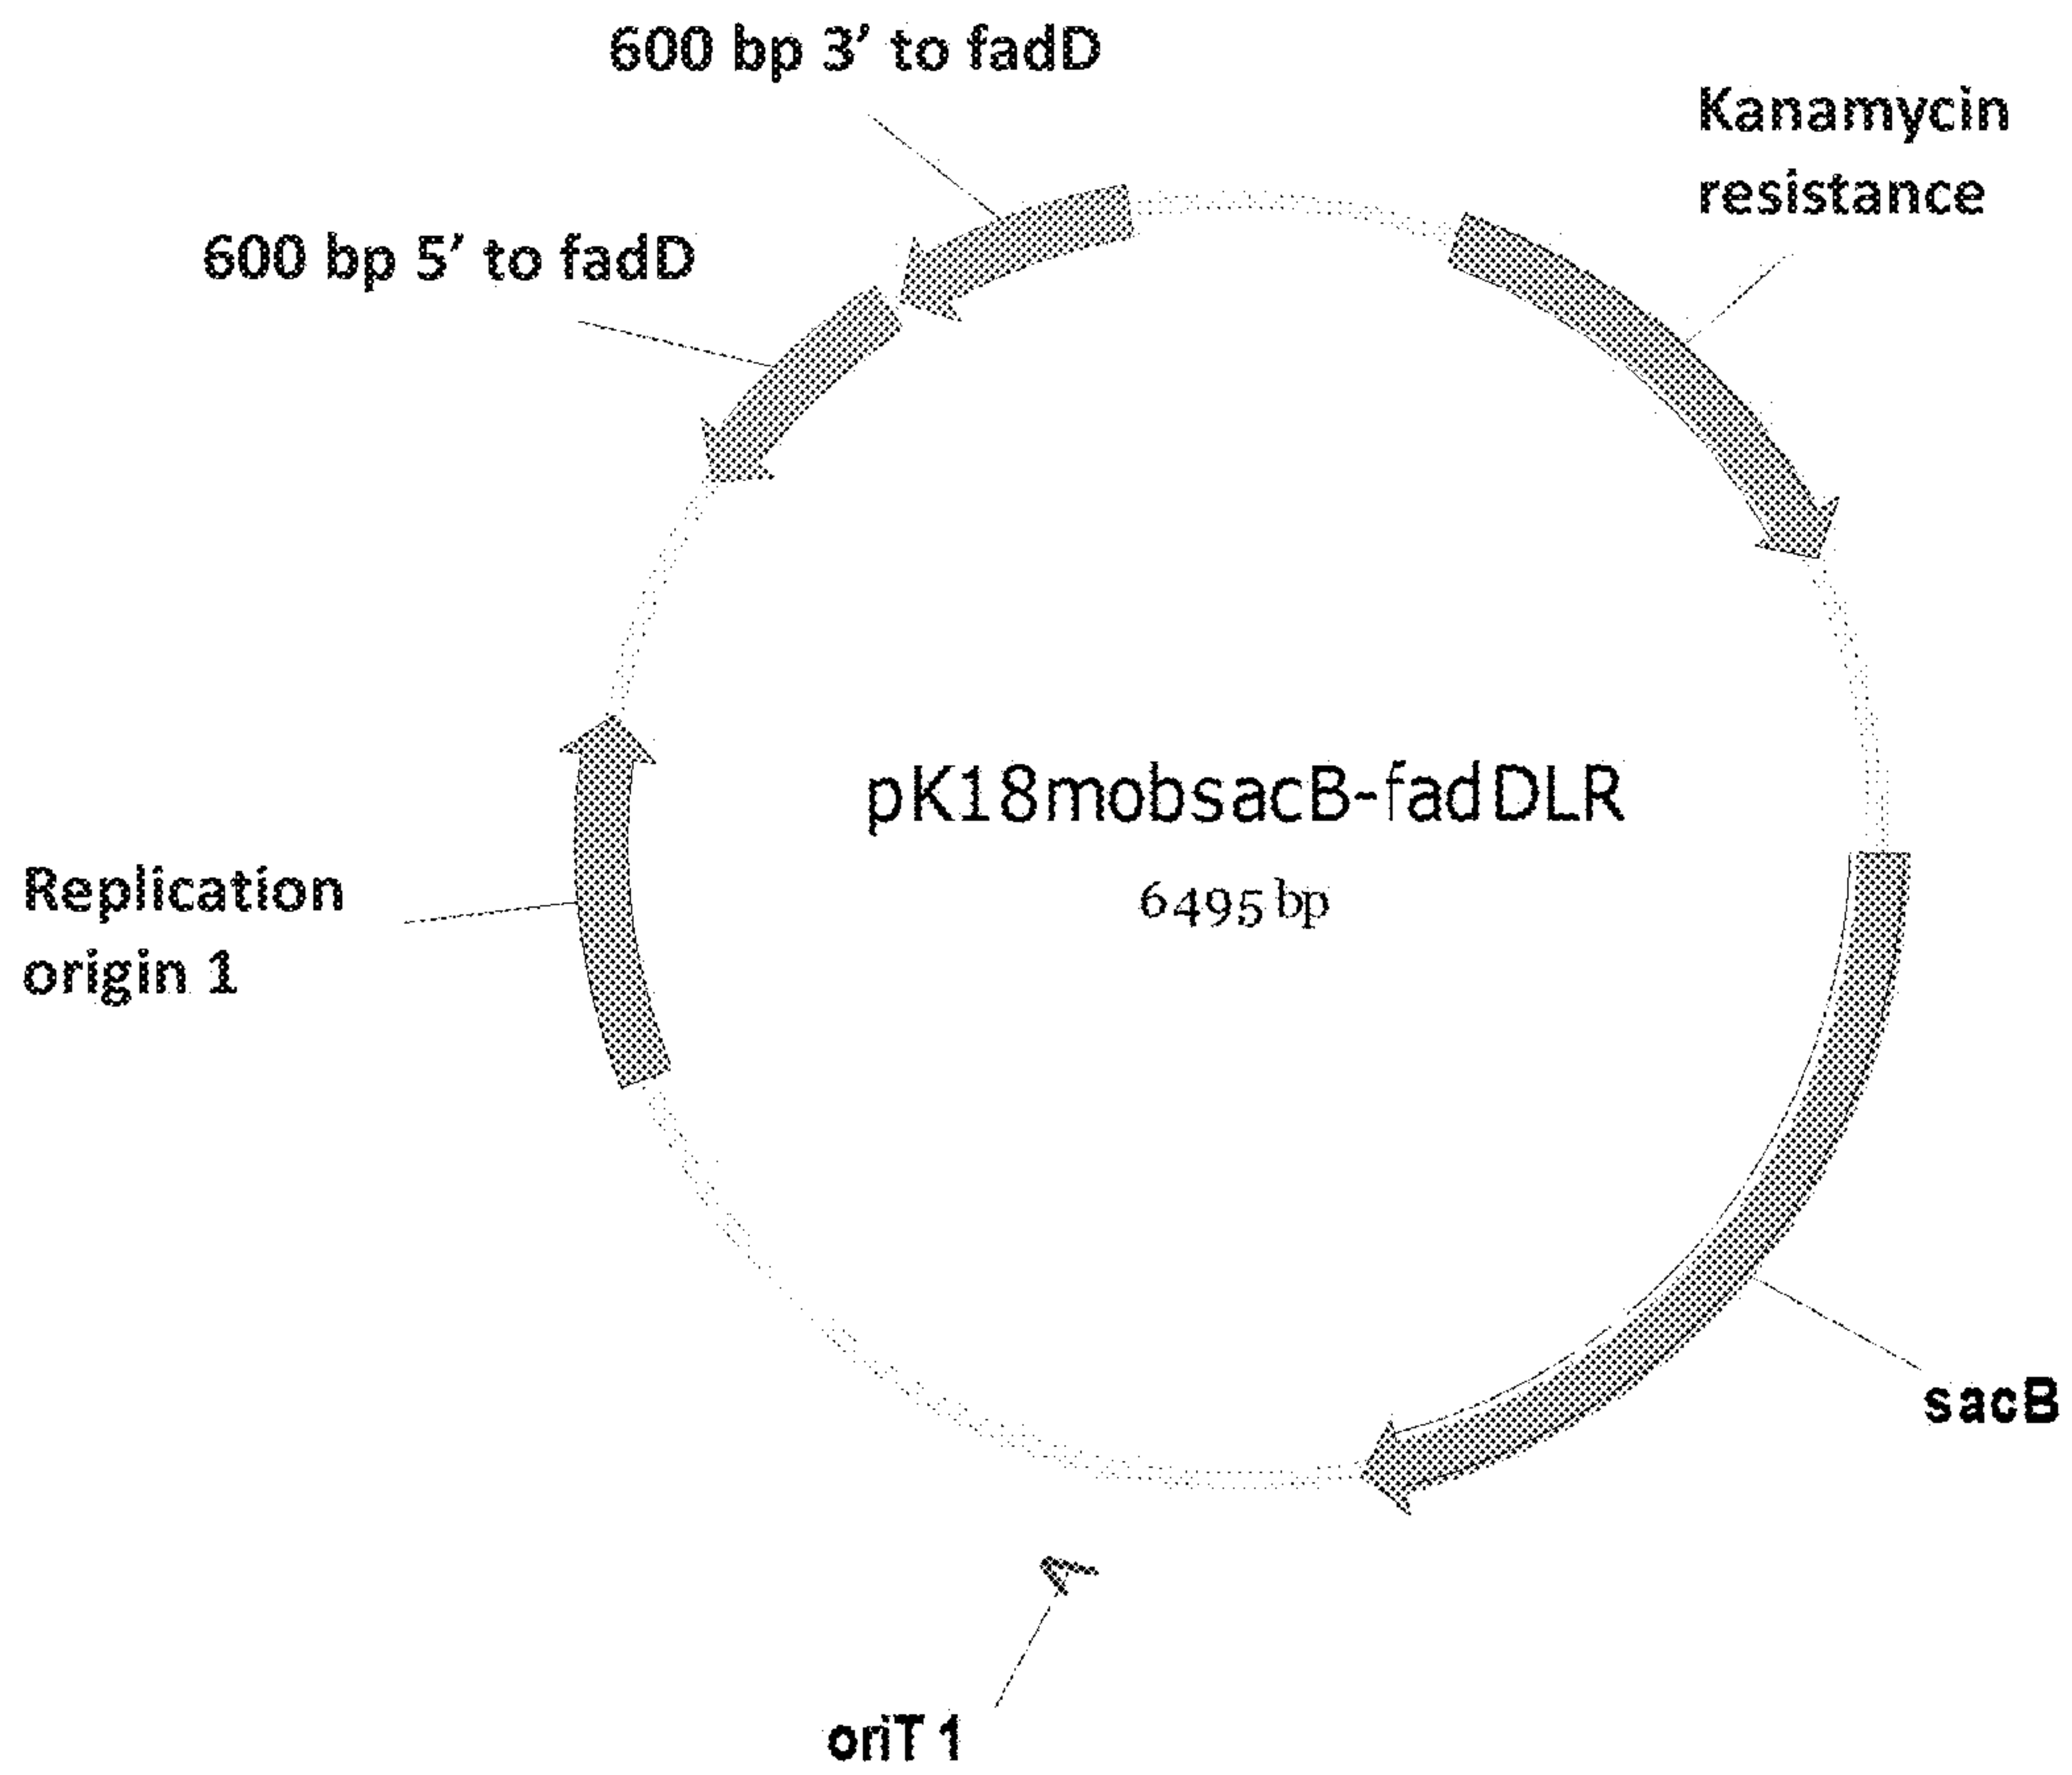 600 bp 3’ to fadD
Kanamycin
resistance
600 bp 5’ to fadD
pK18mobsacB-fadDLR
6495 bp
Replication
origin 1
sacB
oriT 1